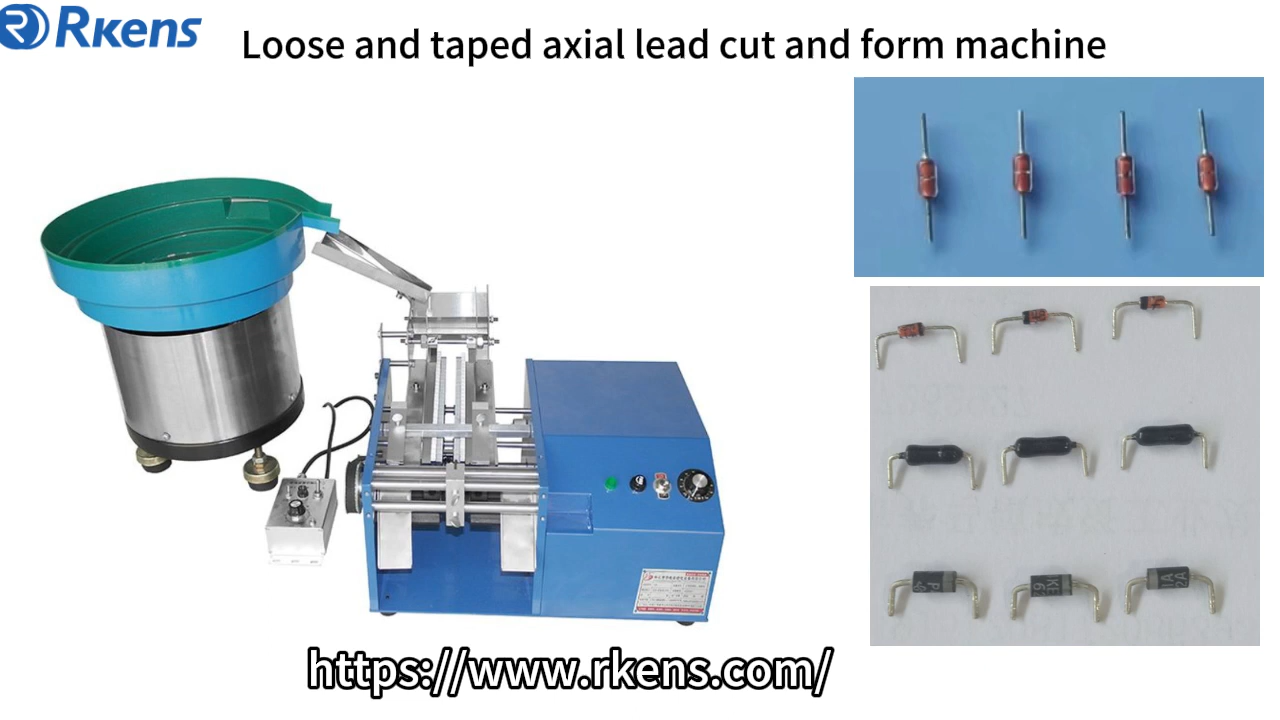 Rkens
Loose and taped axial lead cut and form machine
https://www.rkens.com/